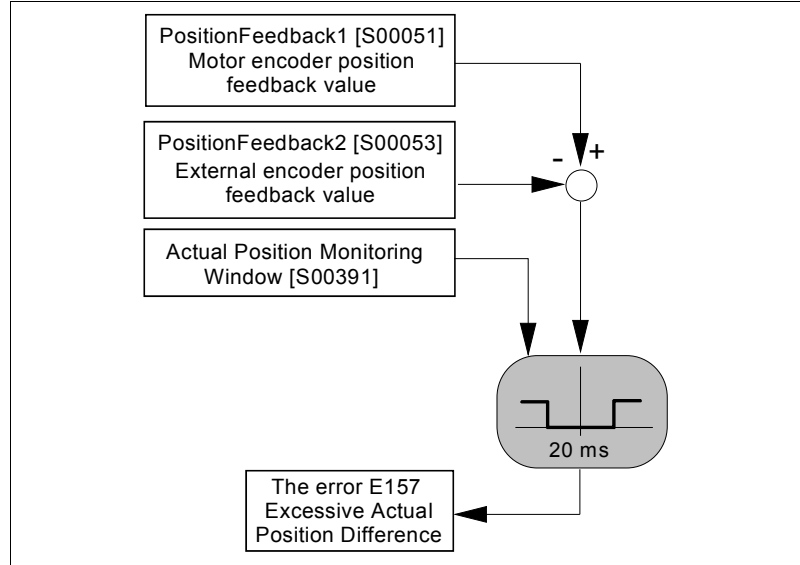 PositionFeedback1 [S00051]
Motor encoder position
feedback value
PositionFeedback2 [S00053]
External encoder position
feedback value
- +
Actual Position Monitoring
Window [S00391]
20 ms
The error E157
Excessive Actual
Position Difference